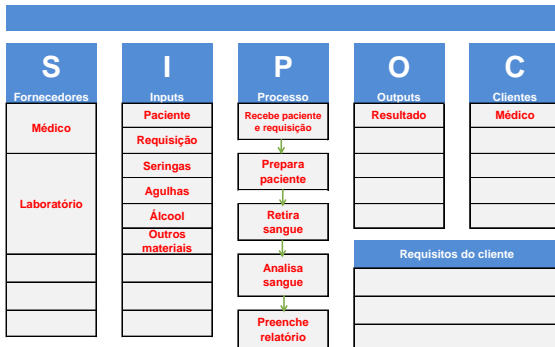 S
Fornecedores
Médico
Laboratório
I
Inputs
Paciente
Requisição
Seringas
Agulhas
Álcool
Outros
materiais
P
Processo
Recebe paciente
e requisição
Prepara
paciente
Retira
sangue
Analisa
sangue
Preenche
relatório
O
Outputs
Resultado
C
Clientes
Médico
Requisitos do cliente